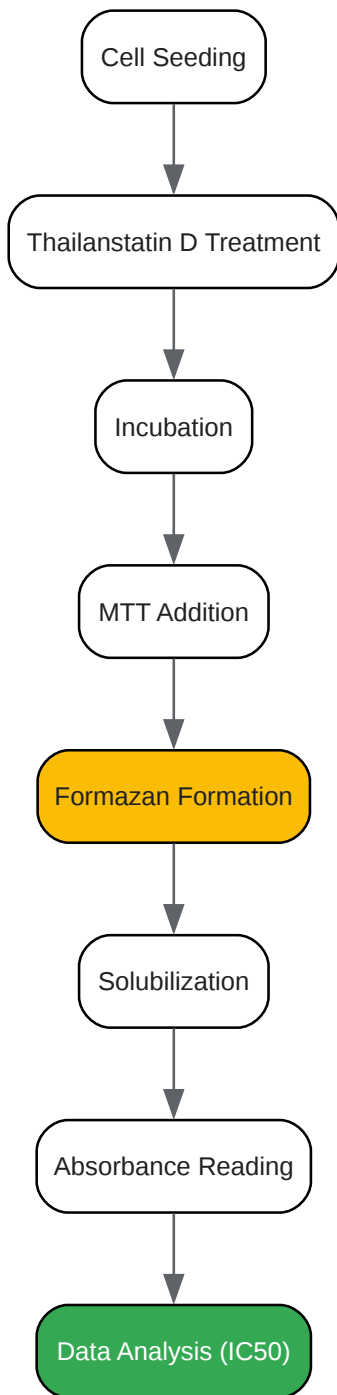 Cell Seeding
Thailanstatin D Treatment
Incubation
MTT Addition
Formazan Formation
Solubilization
Absorbance Reading
Data Analysis (IC50)